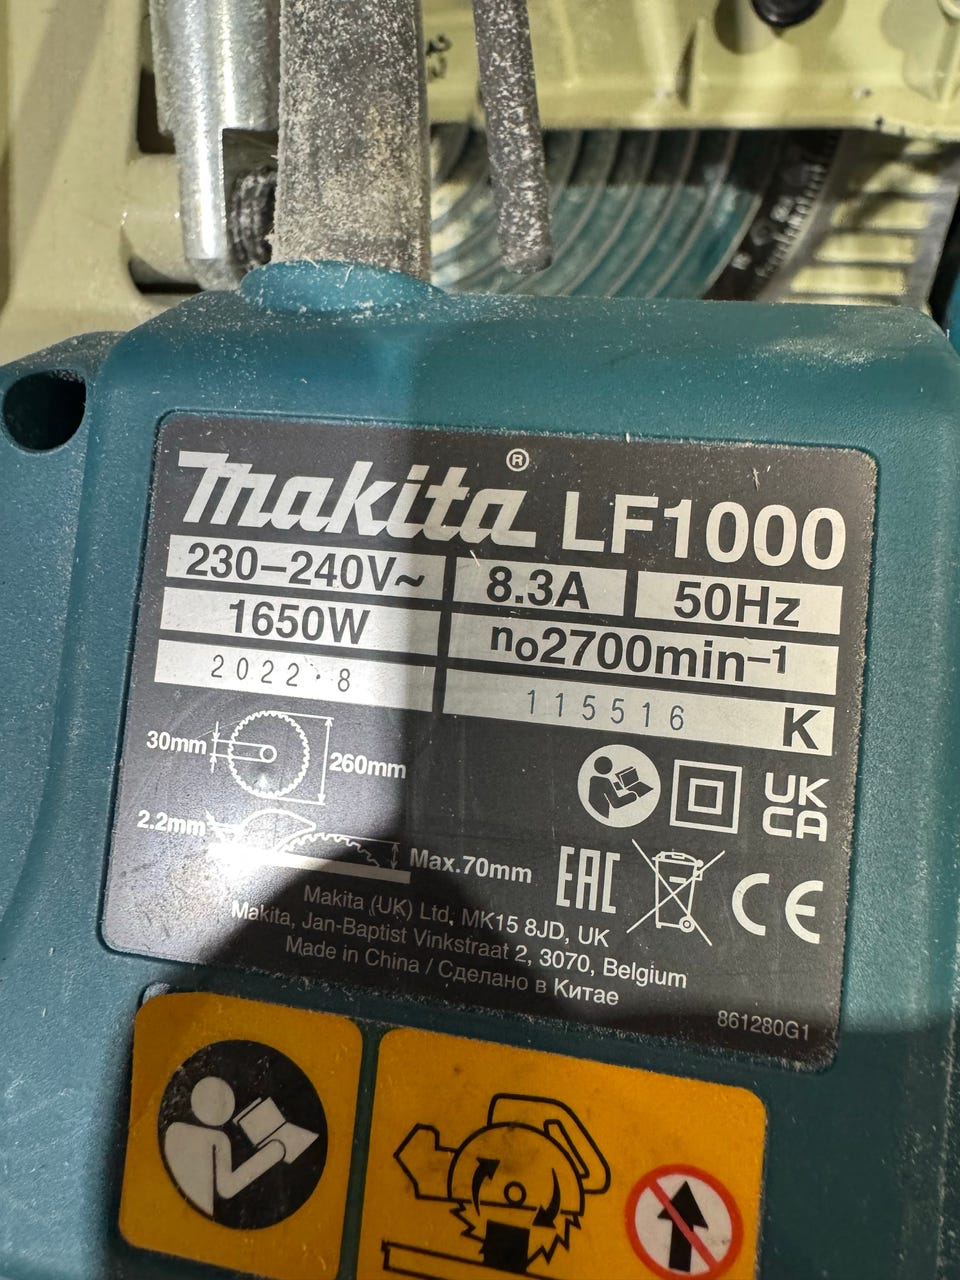 makita® LF1000
230–240V~ 8.3A 50Hz
1650W n₀2700min⁻¹
2022.8 115516 K
30mm
260mm
2.2mm
Max.70mm
UK
CA
EAC
CE
Makita (UK) Ltd, MK15 8JD, UK
Makita, Jan-Baptist Vinkstraat 2, 3070, Belgium
Made in China / Сделано в Китае
861280G1